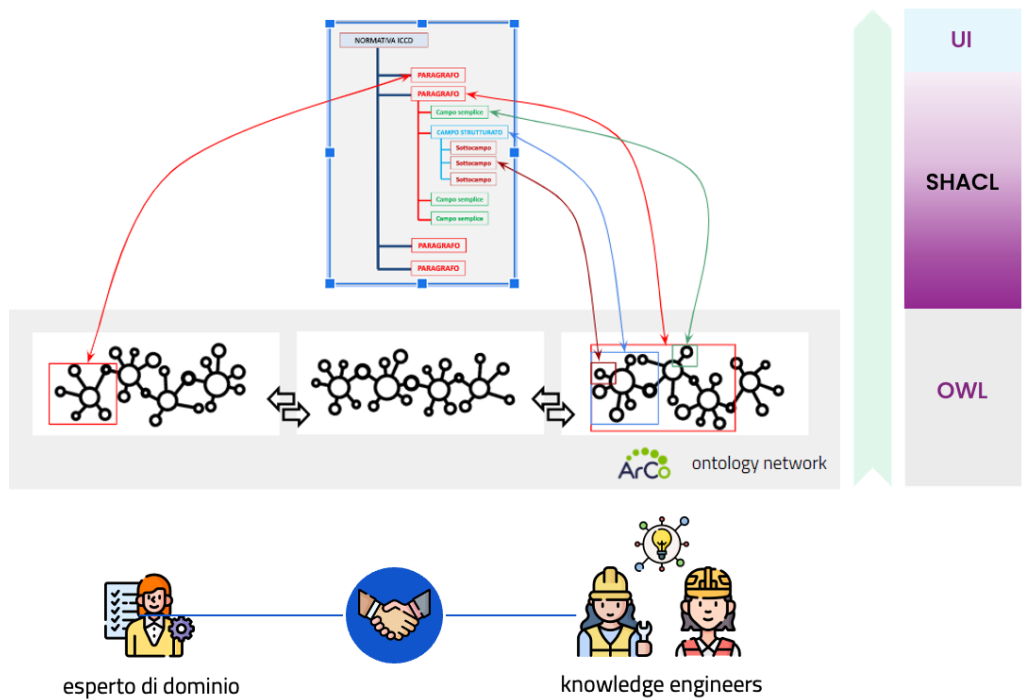 NORMATIVA ICCD
PARAGRAFO
PARAGRAFO
Campo semplice
CAMPO STRUTTURATO
Sottocampo
Sottocampo
Sottocampo
Campo semplice
Campo semplice
PARAGRAFO
PARAGRAFO
UI
SHACL
OWL
ArCo ontology network
esperto di dominio
knowledge engineers